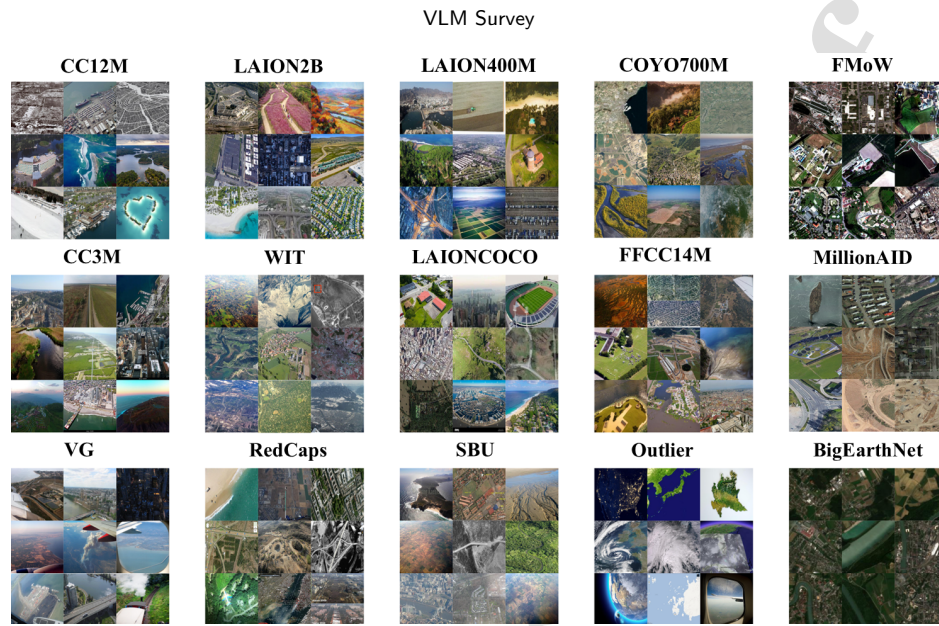 VLM Survey
CC12M LAION2B LAION400M COYO700M FMoW
CC3M WIT LAIONCOCO FFCC14M MillionAID
VG RedCaps SBU Outlier BigEarthNet